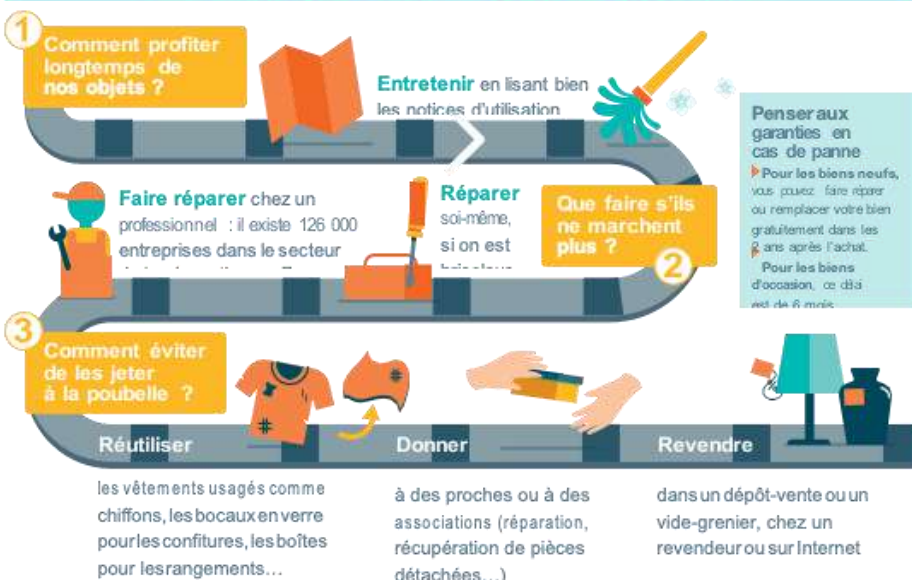 1
Comment profiter
longtemps de
nos objets ?
Entretenir en lisant bien
les notices d'utilisation
Penser aux
garanties en
cas de panne
Pour les biens neufs,
vous pouvez faire réparer
ou remplacer votre bien
gratuitement dans les
2 ans après l'achat.
Pour les biens
d'occasion, ce délai
est de 6 mois
Que faire s'ils
ne marchent
plus ?
2
Réparer
soi-même,
si on est
Faire réparer chez un
professionnel : il existe 126 000
entreprises dans le secteur
3
Comment éviter
de les jeter
à la poubelle ?
Réutiliser
les vêtements usagés comme
chiffons, les bocaux en verre
pour les confitures, les boîtes
pour les rangements...
Donner
à des proches ou à des
associations (réparation,
récupération de pièces
détachées...)
Revendre
dans un dépôt-vente ou un
vide-grenier, chez un
revendeur ou sur Internet